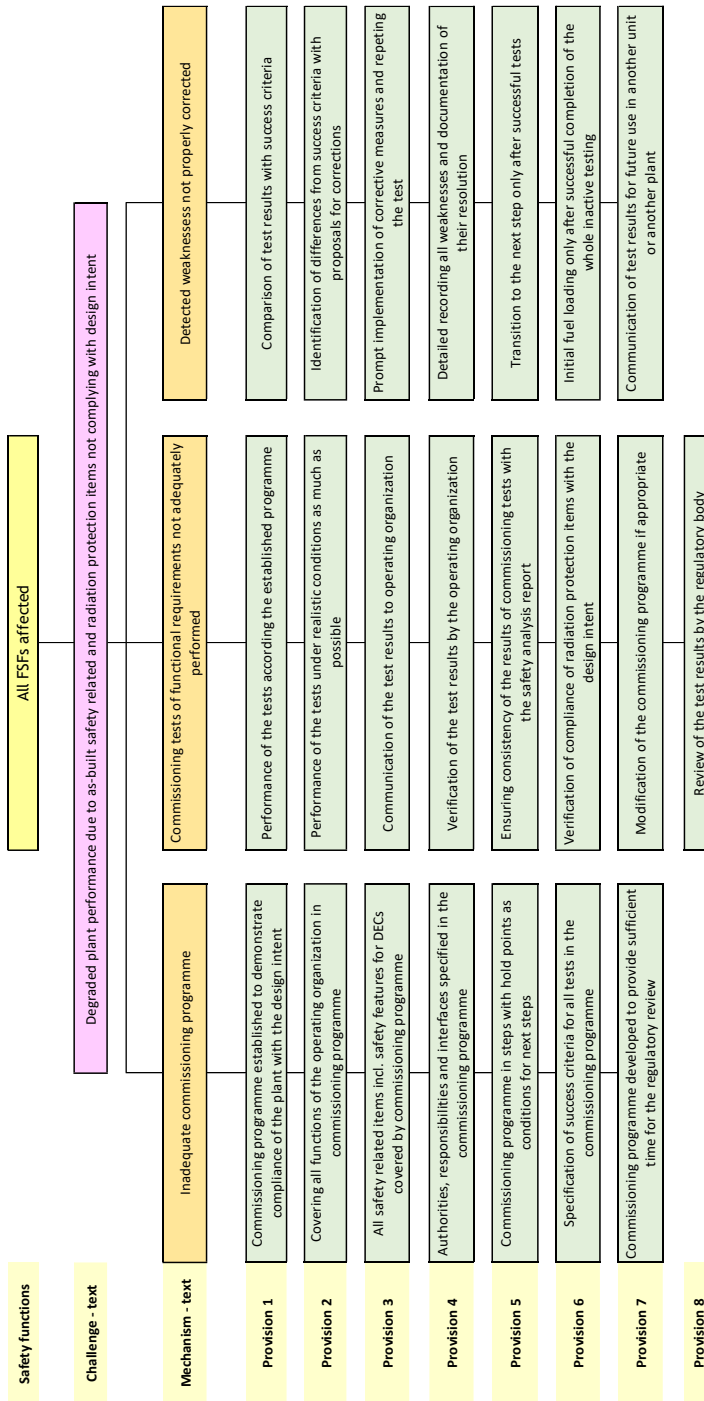 Safety functions
All FSFs affected
Challenge - text
Degraded plant performance due to as-built safety related and radiation protection items not complying with design intent
Mechanism - text
Inadequate commissioning programme
Commissioning tests of functional requirements not adequately
performed
Detected weaknessess not properly corrected
Provision 1
Commissioning programme established to demonstrate
compliance of the plant with the design intent
Performance of the tests according the established programme
Comparison of test results with success criteria
Provision 2
Covering all functions of the operating organization in
commissioning programme
Performance of the tests under realistic conditions as much as
possible
Identification of differences from success criteria with
proposals for corrections
Provision 3
All safety related items incl. safety features for DECs
covered by commissioning programme
Communication of the test results to operating organization
Prompt implementation of corrective measures and repeting
the test
Provision 4
Authorities, responsibilities and interfaces specified in the
commissioning programme
Verification of the test results by the operating organization
Detailed recording all weaknesses and documentation of
their resolution
Provision 5
Commissioning programme in steps with hold points as
conditions for next steps
Ensuring consistency of the results of commissioning tests with
the safety analysis report
Transition to the next step only after successful tests
Provision 6
Specification of success criteria for all tests in the
commissioning programme
Verification of compliance of radiation protection items with the
design intent
Initial fuel loading only after successful completion of the
whole inactive testing
Provision 7
Commissioning programme developed to provide sufficient
time for the regulatory review
Modification of the commissioning programme if appropriate
Communication of test results for future use in another unit
or another plant
Provision 8
Review of the test results by the regulatory body